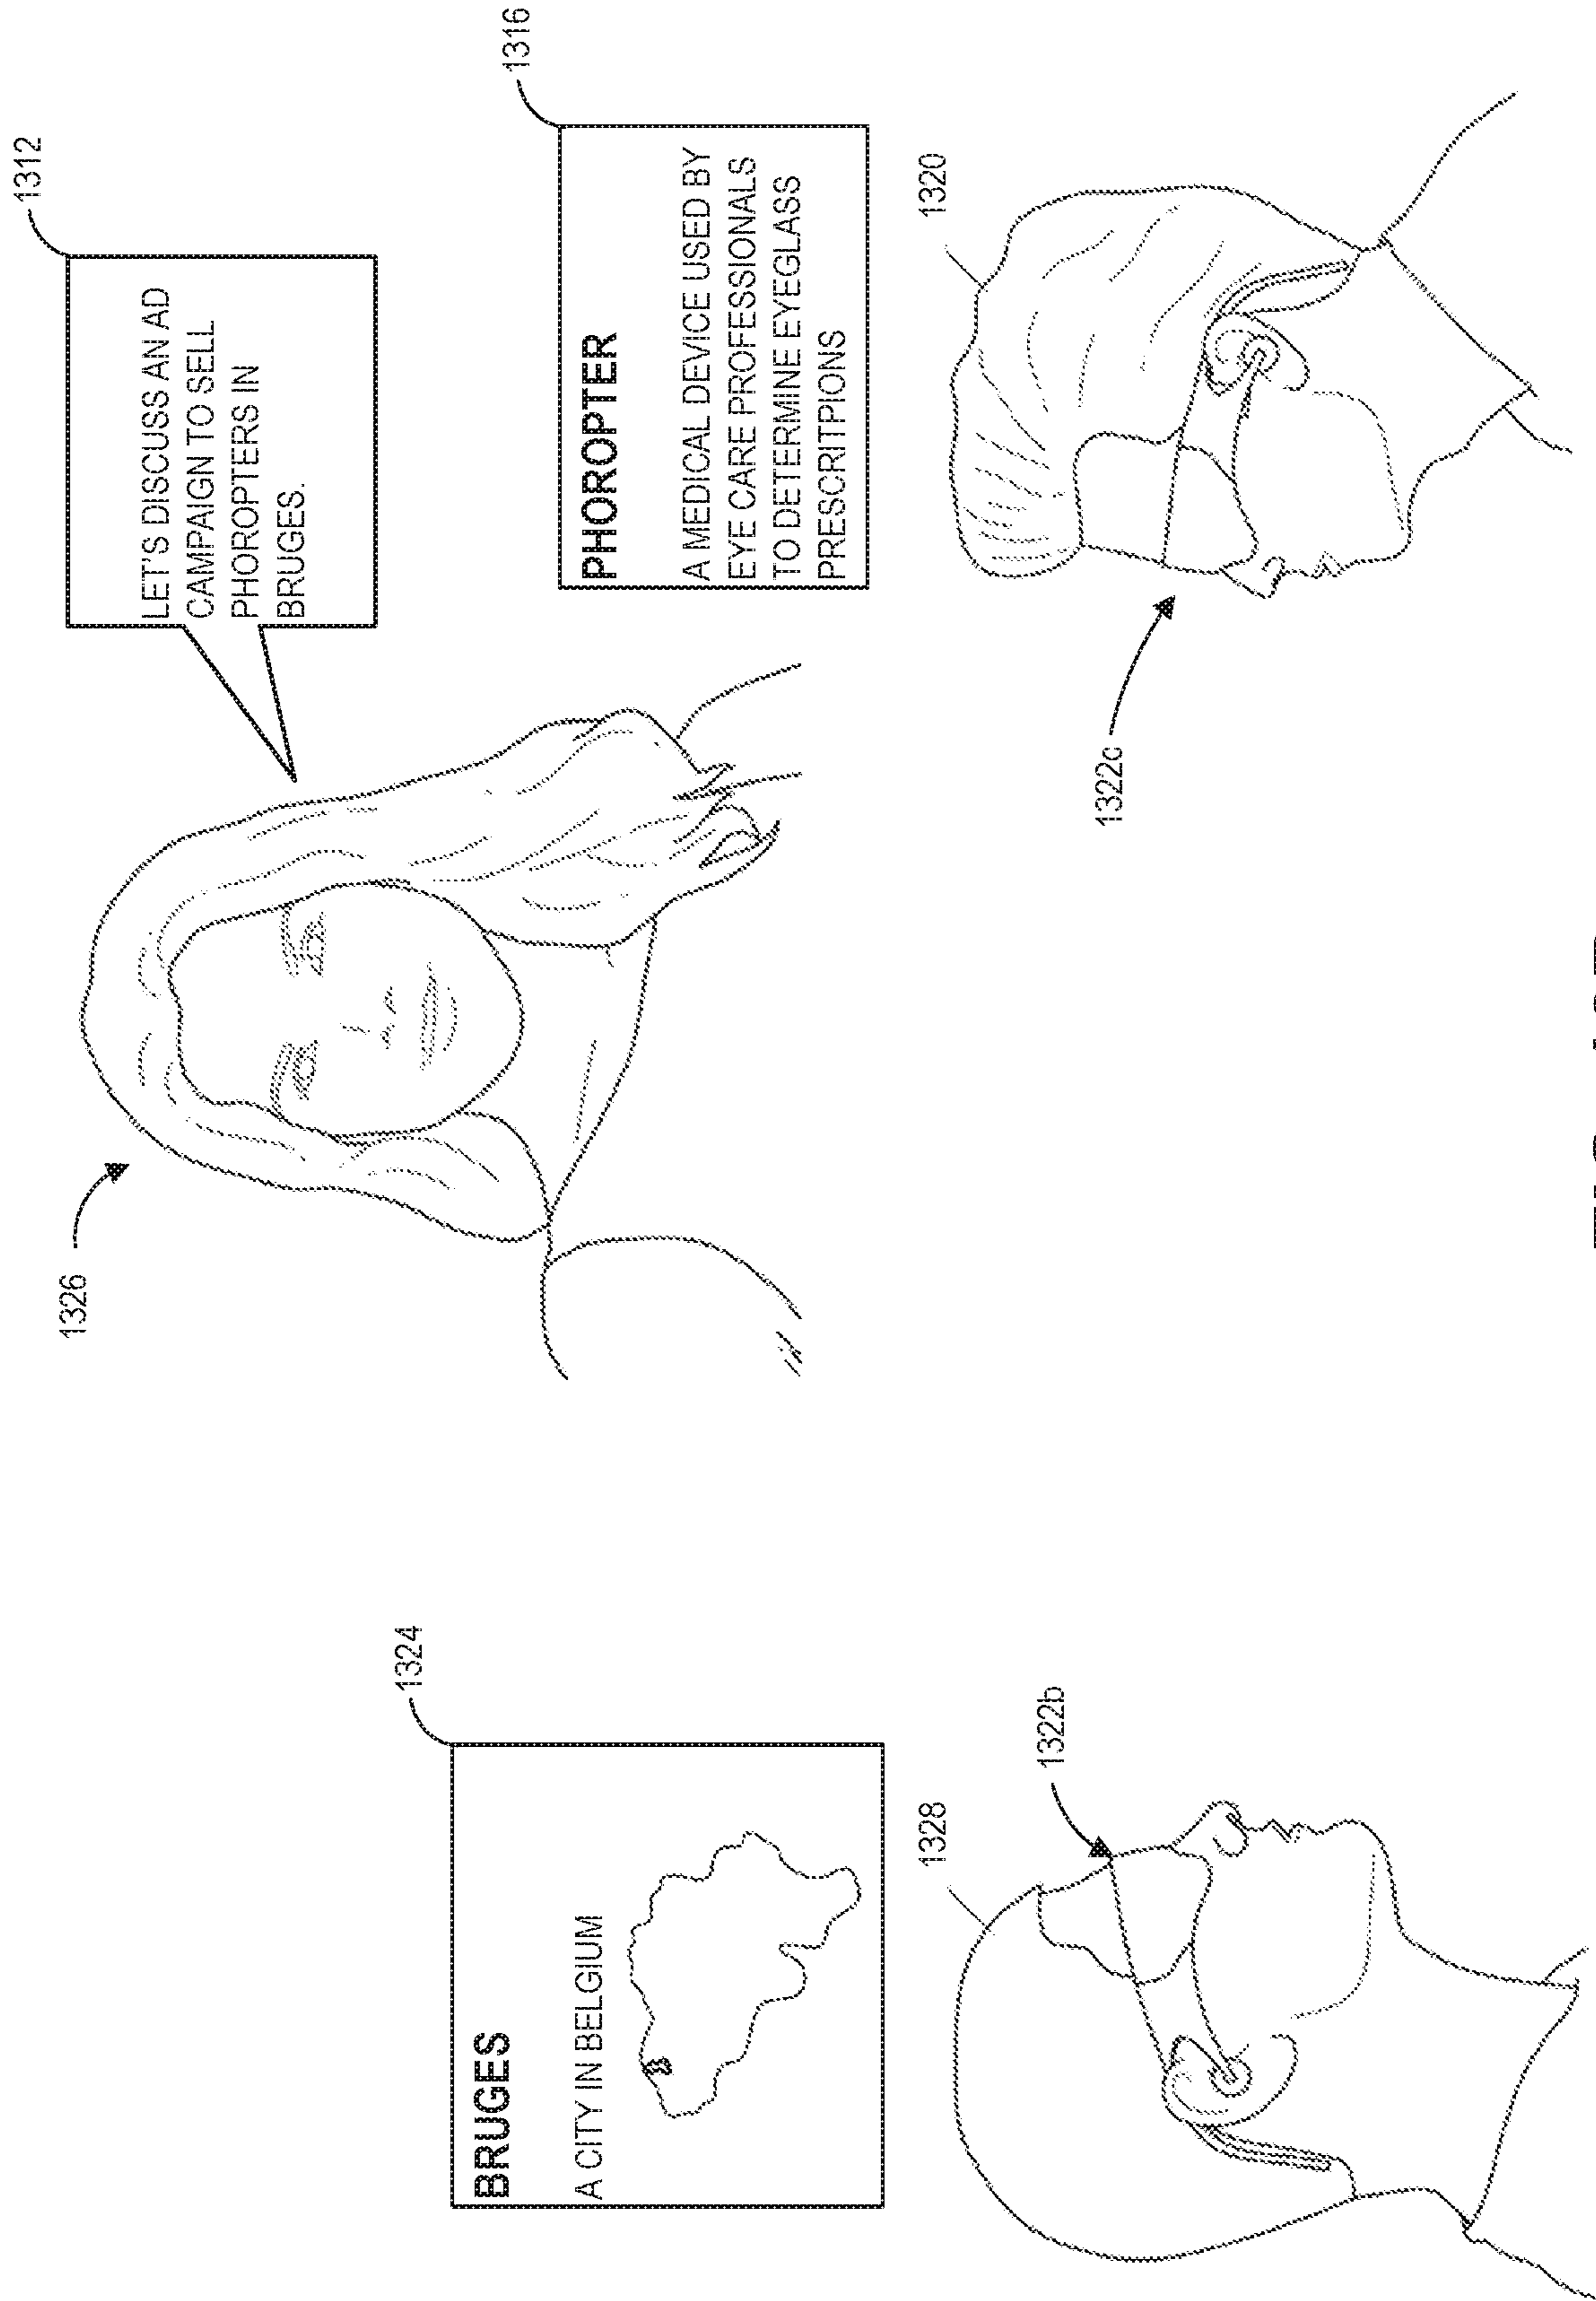 1312
1326
LET'S DISCUSS AN AD
CAMPAIGN TO SELL
PHOROPTERS IN
BRUGES.
1324
BRUGES
A CITY IN BELGIUM
1316
PHOROPTER
A MEDICAL DEVICE USED BY
EYE CARE PROFESSIONALS
TO DETERMINE EYEGLASS
PRESCRITPIONS
1328
1322b
1320
1322c